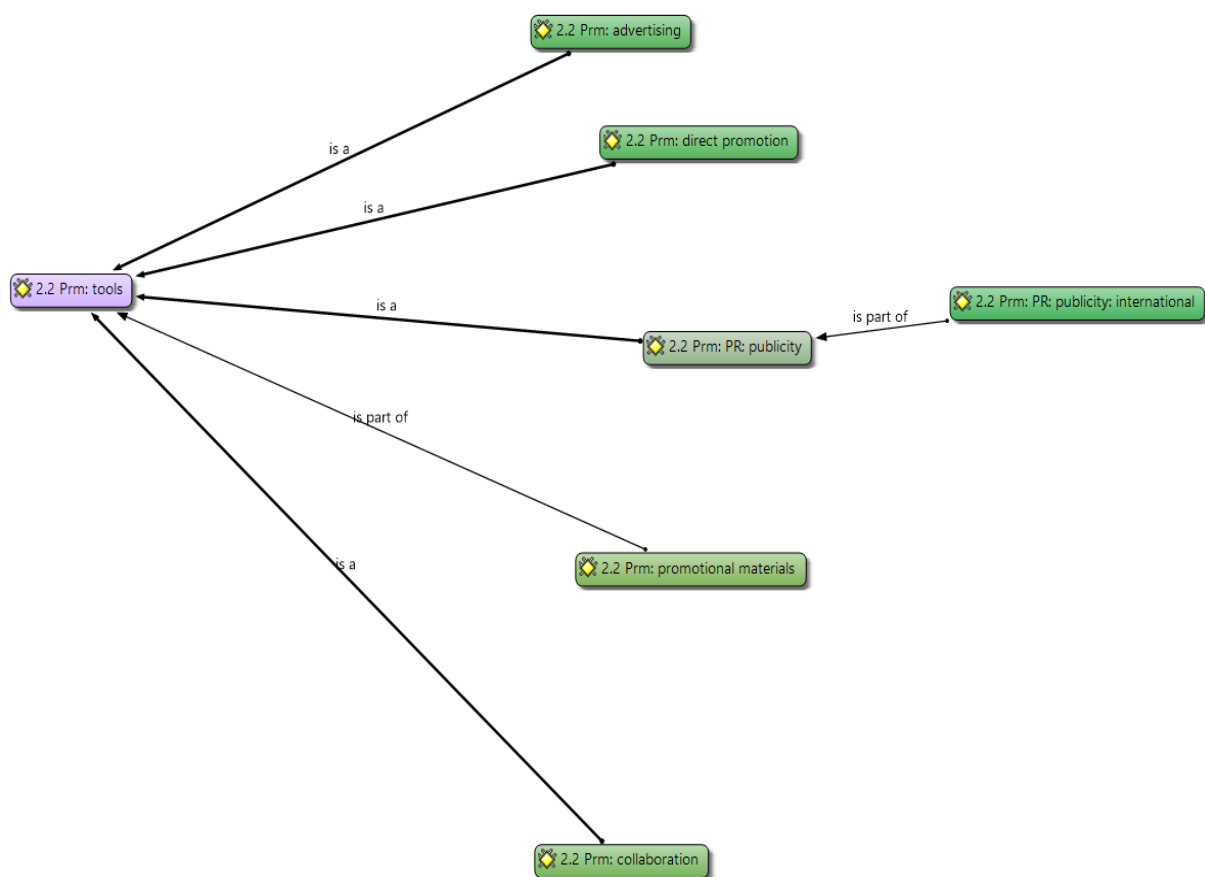 2.2 Prm: advertising
2.2 Prm: direct promotion
is a
is a
2.2 Prm: tools
2.2 Prm: PR: publicity: international
is a
is part of
2.2 Prm: PR: publicity
is part of
is a
2.2 Prm: promotional materials
2.2 Prm: collaboration